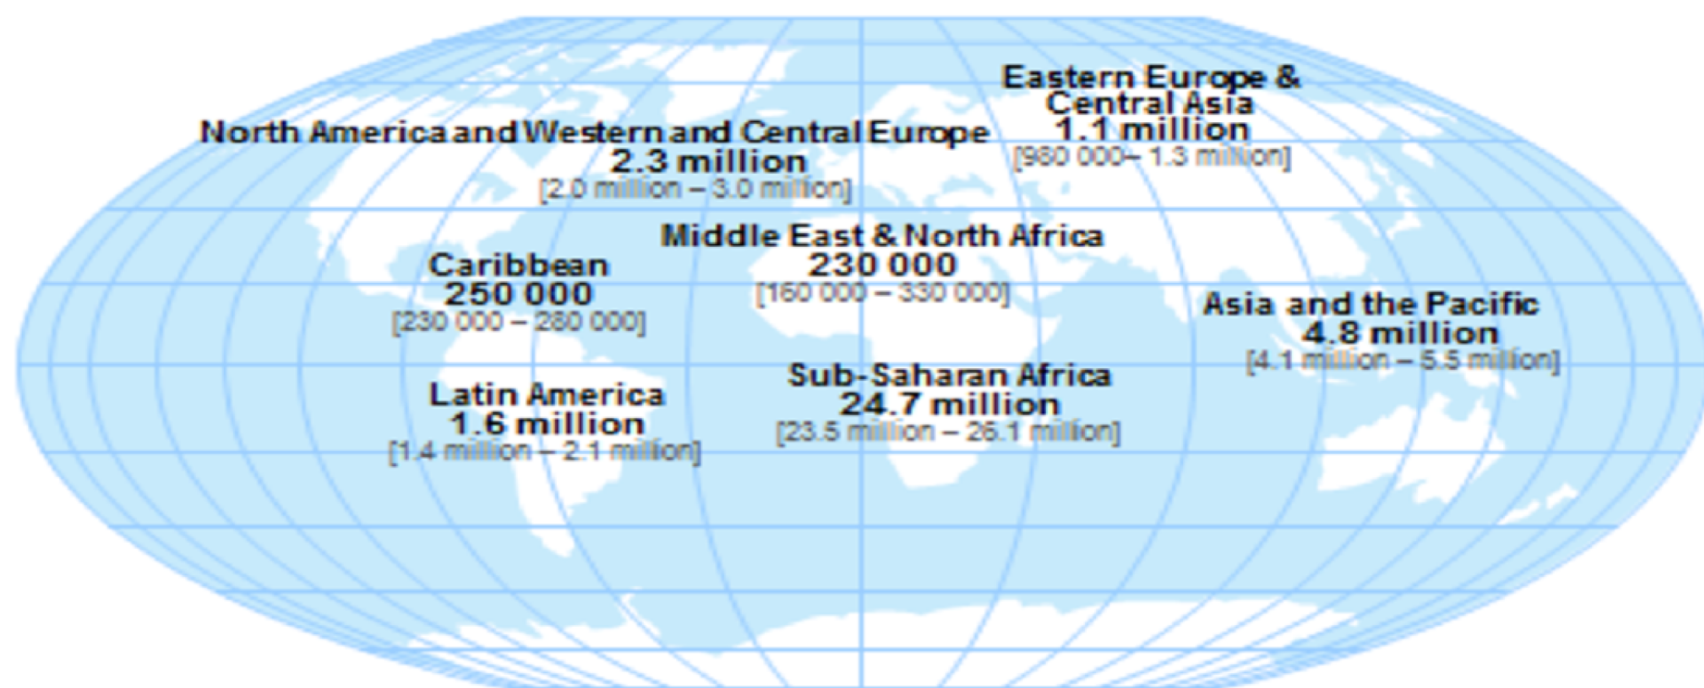 Eastern Europe &
Central Asia
1.1 million
[980 000– 1.3 million]
North America and Western and Central Europe
2.3 million
[2.0 million – 3.0 million]
Middle East & North Africa
230 000
[160 000 – 330 000]
Caribbean
250 000
[230 000 – 280 000]
Asia and the Pacific
4.8 million
[4.1 million – 5.5 million]
Sub-Saharan Africa
24.7 million
[23.5 million – 26.1 million]
Latin America
1.6 million
[1.4 million – 2.1 million]